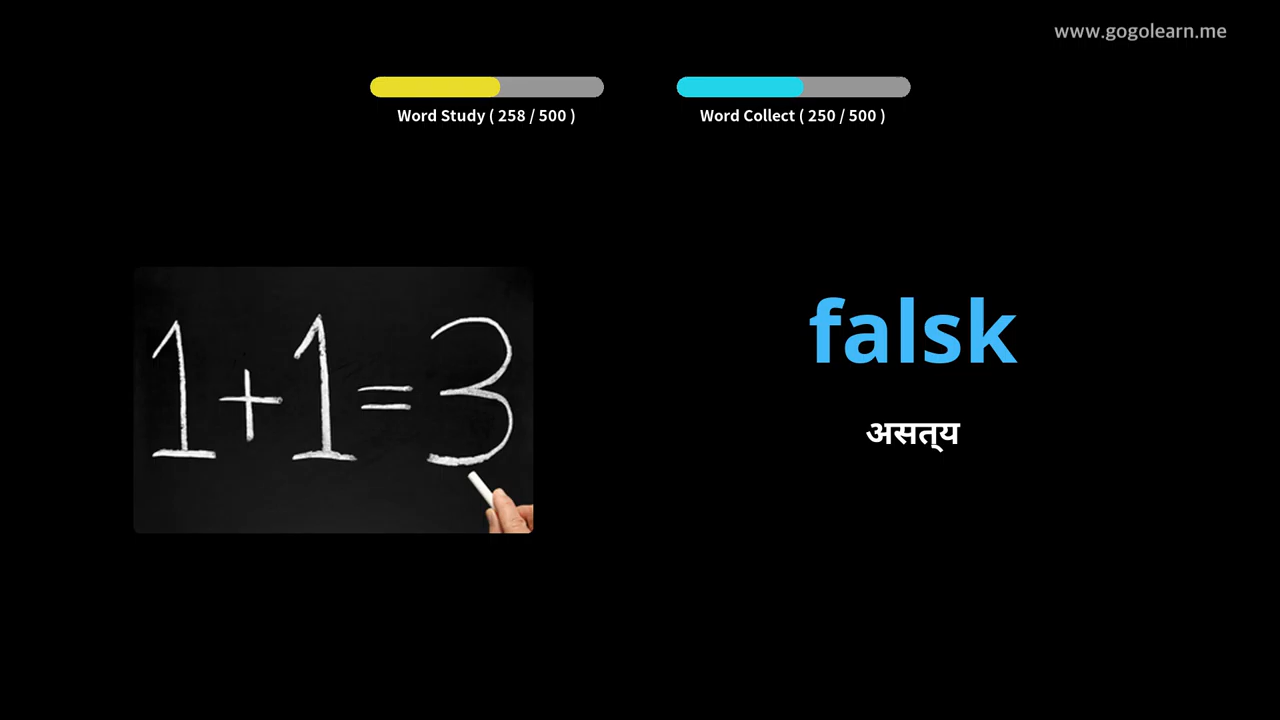 www.gogolearn.me
Word Study ( 258 / 500 )
Word Collect ( 250 / 500 )
1+1=3
falsk
असत्य